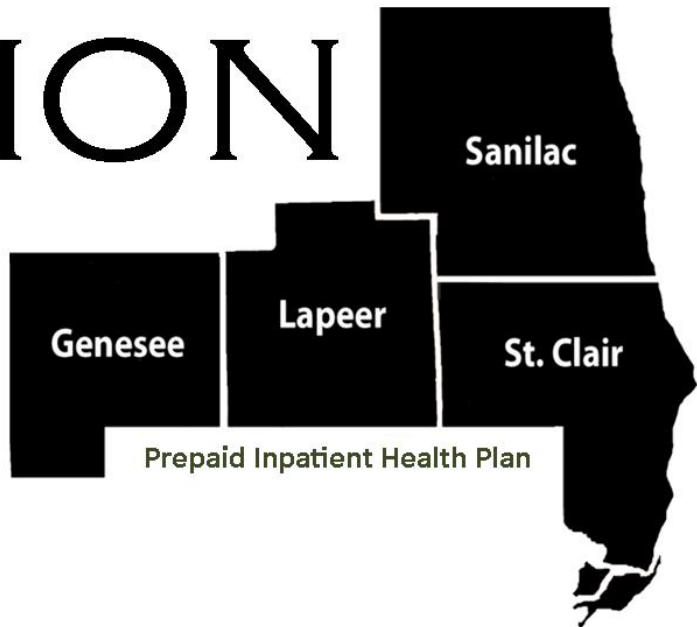 ION
Sanilac
Lapeer
Genesee
St. Clair
Prepaid Inpatient Health Plan